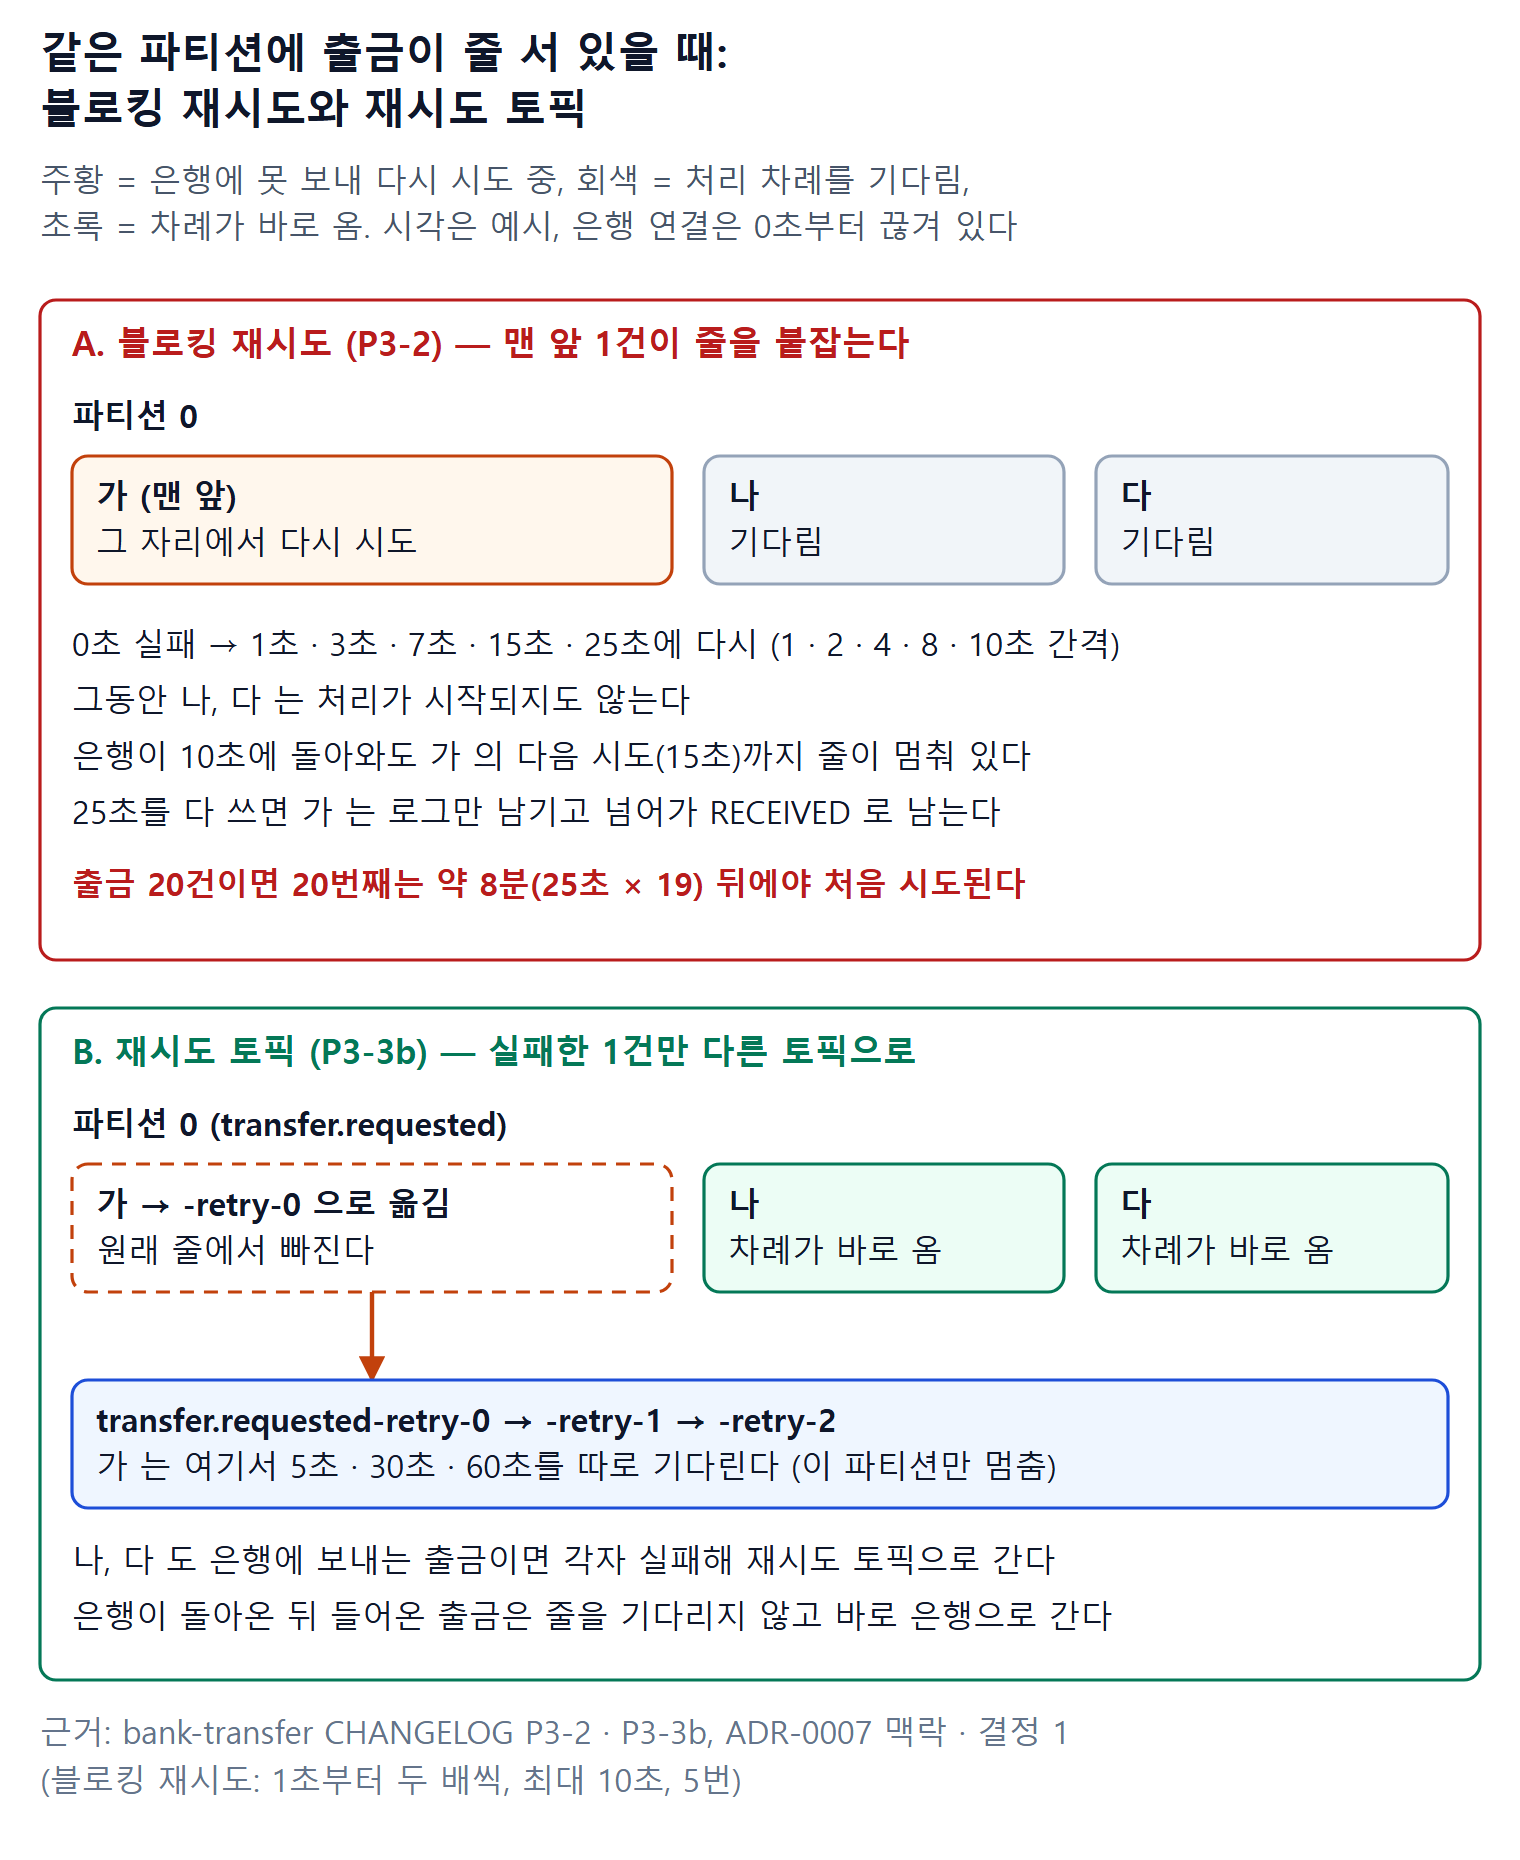 같은 파티션에 출금이 줄 서 있을 때:
블로킹 재시도와 재시도 토픽
주황 = 은행에 못 보내 다시 시도 중, 회색 = 처리 차례를 기다림,
초록 = 차례가 바로 옴. 시각은 예시, 은행 연결은 0초부터 끊겨 있다
A. 블로킹 재시도 (P3-2) — 맨 앞 1건이 줄을 붙잡는다
파티션 0
가 (맨 앞)
그 자리에서 다시 시도
나
기다림
다
기다림
0초 실패 → 1초 · 3초 · 7초 · 15초 · 25초에 다시 (1 · 2 · 4 · 8 · 10초 간격)
그동안 나, 다 는 처리가 시작되지도 않는다
은행이 10초에 돌아와도 가 의 다음 시도(15초)까지 줄이 멈춰 있다
25초를 다 쓰면 가 는 로그만 남기고 넘어가 RECEIVED 로 남는다
출금 20건이면 20번째는 약 8분(25초 × 19) 뒤에야 처음 시도된다
B. 재시도 토픽 (P3-3b) — 실패한 1건만 다른 토픽으로
파티션 0 (transfer.requested)
가 → -retry-0 으로 옮김
원래 줄에서 빠진다
나
차례가 바로 옴
다
차례가 바로 옴
transfer.requested-retry-0 → -retry-1 → -retry-2
가 는 여기서 5초 · 30초 · 60초를 따로 기다린다 (이 파티션만 멈춤)
나, 다 도 은행에 보내는 출금이면 각자 실패해 재시도 토픽으로 간다
은행이 돌아온 뒤 들어온 출금은 줄을 기다리지 않고 바로 은행으로 간다
근거: bank-transfer CHANGELOG P3-2 · P3-3b, ADR-0007 맥락 · 결정 1
(블로킹 재시도: 1초부터 두 배씩, 최대 10초, 5번)